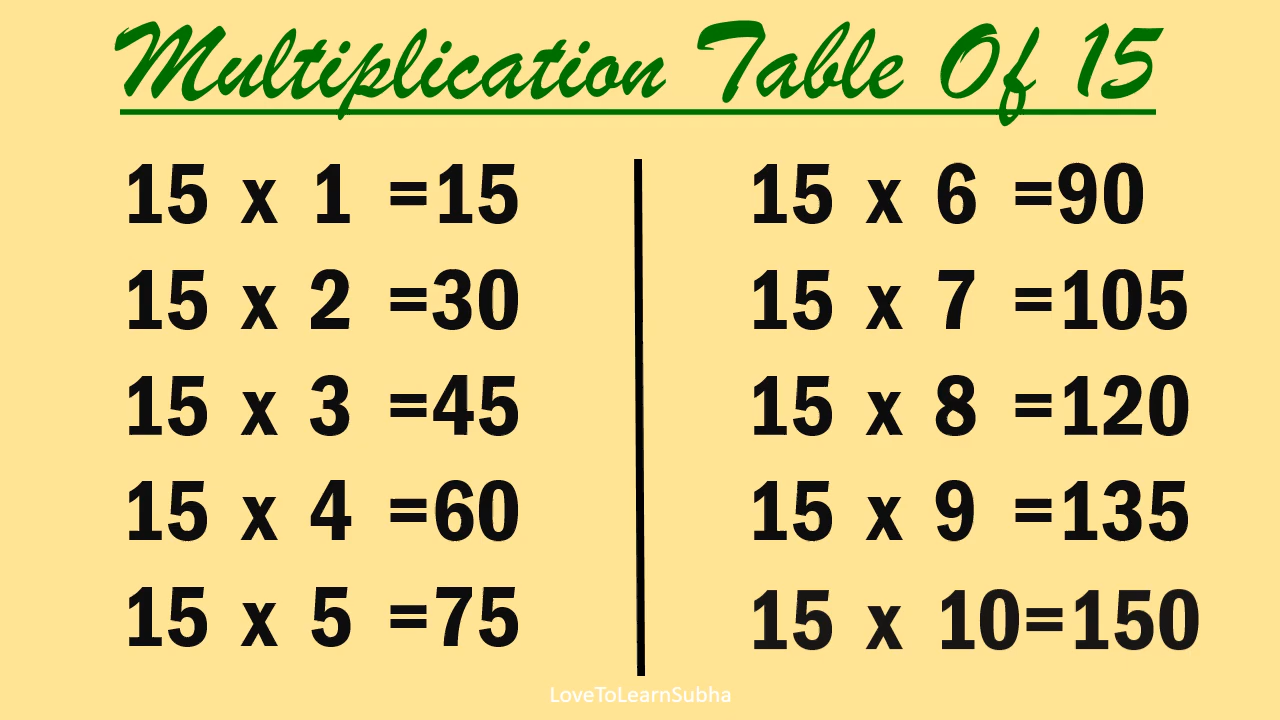 Multiplication Table Of 15
15 x 1 =15
15 x 2 =30
15 x 3 =45
15 x 4 =60
15 x 5 =75
15 x 6 =90
15 x 7 =105
15 x 8 =120
15 x 9 =135
15 x 10=150
LoveToLearnSubha